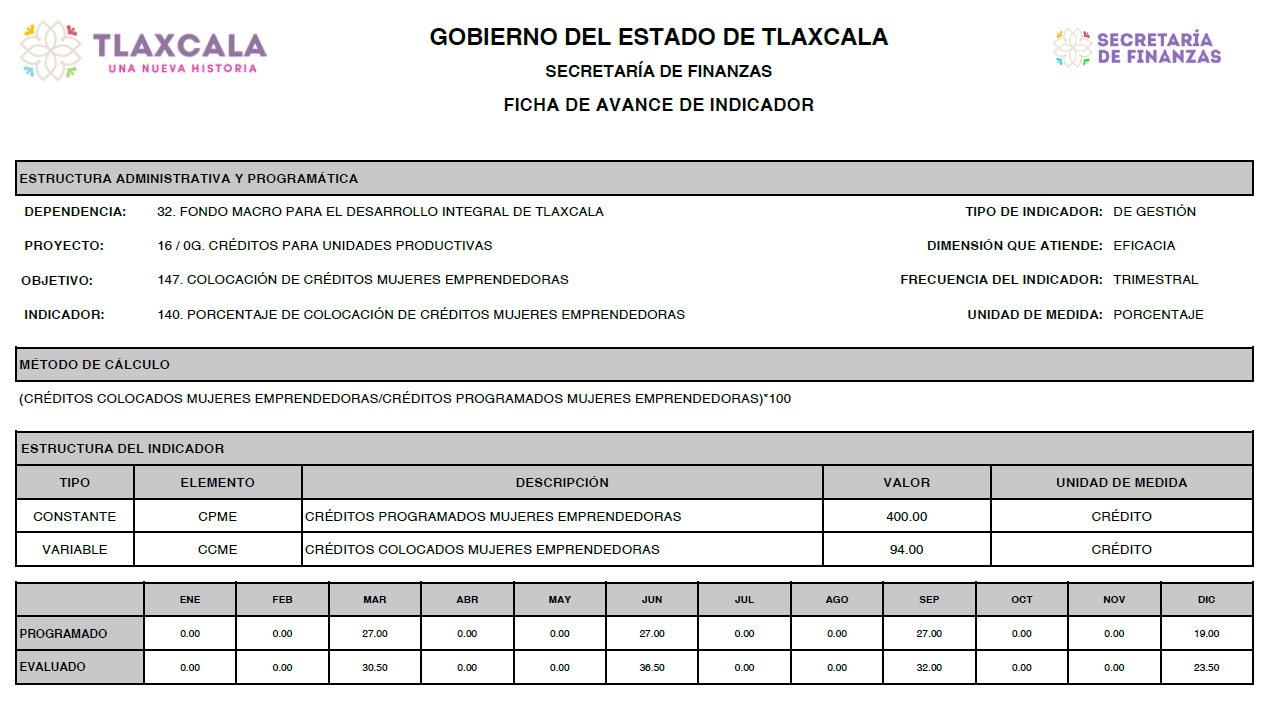 TLAXCALA
UNA NUEVA HISTORIA
GOBIERNO DEL ESTADO DE TLAXCALA
SECRETARÍA DE FINANZAS
FICHA DE AVANCE DE INDICADOR
SECRETARÍA
DE FINANZAS
ESTRUCTURA ADMINISTRATIVA Y PROGRAMÁTICA
DEPENDENCIA: 32. FONDO MACRO PARA EL DESARROLLO INTEGRAL DE TLAXCALA TIPO DE INDICADOR: DE GESTIÓN
PROYECTO: 16 / 0G. CRÉDITOS PARA UNIDADES PRODUCTIVAS DIMENSIÓN QUE ATIENDE: EFICACIA
OBJETIVO: 147. COLOCACIÓN DE CRÉDITOS MUJERES EMPRENDEDORAS FRECUENCIA DEL INDICADOR: TRIMESTRAL
INDICADOR: 140. PORCENTAJE DE COLOCACIÓN DE CRÉDITOS MUJERES EMPRENDEDORAS UNIDAD DE MEDIDA: PORCENTAJE
MÉTODO DE CÁLCULO
(CRÉDITOS COLOCADOS MUJERES EMPRENDEDORAS/CRÉDITOS PROGRAMADOS MUJERES EMPRENDEDORAS)*100
ESTRUCTURA DEL INDICADOR
TIPO ELEMENTO DESCRIPCIÓN VALOR UNIDAD DE MEDIDA
CONSTANTE CPME CRÉDITOS PROGRAMADOS MUJERES EMPRENDEDORAS 400.00 CRÉDITO
VARIABLE CCME CRÉDITOS COLOCADOS MUJERES EMPRENDEDORAS 94.00 CRÉDITO
ENE FEB MAR ABR MAY JUN JUL AGO SEP OCT NOV DIC
PROGRAMADO 0.00 0.00 27.00 0.00 0.00 27.00 0.00 0.00 27.00 0.00 0.00 19.00
EVALUADO 0.00 0.00 30.50 0.00 0.00 36.50 0.00 0.00 32.00 0.00 0.00 23.50